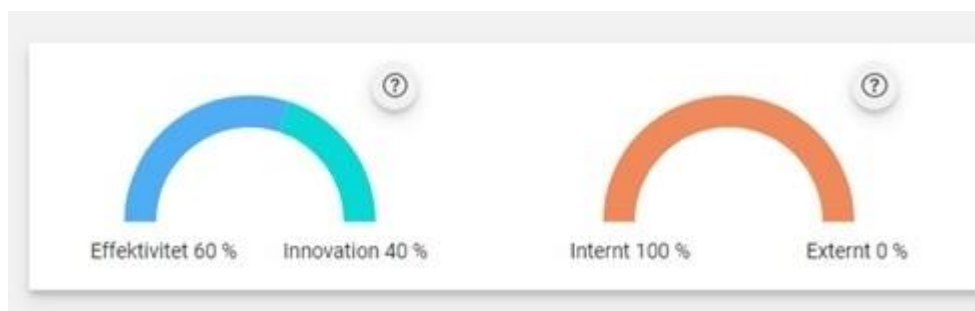 ?
?
Effektivitet 60 %
Innovation 40 %
Internt 100 %
Externt 0 %